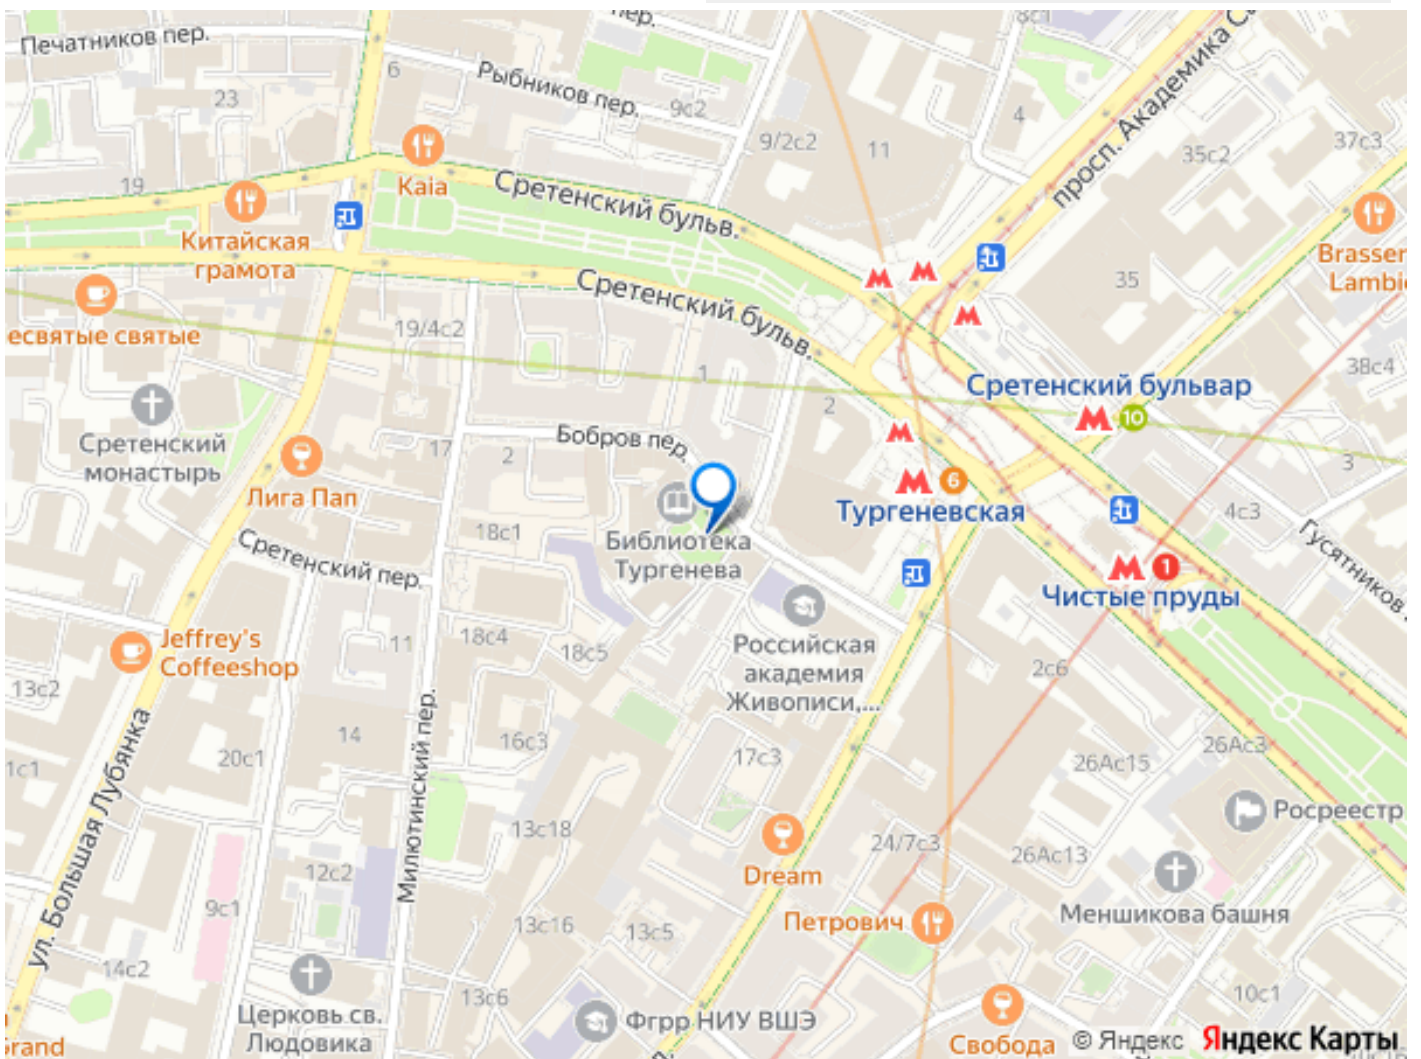 пер.
8с1
Печатников пер.
6
Рыбников пер.
9с2
23
4
9/2с2
11
просп. Академика Са
35с2
37с3
19
Kaia
Сретенский бульв.
Китайская
грамота
Brasser
Lambi
35
Сретенский бульв.
есвятые святые
19/4с2
1
2
38с4
Сретенский бульвар
10
Сретенский
монастырь
17
2
Бобров пер.
3
Лига Пап
6
Тургеневская
4с3
18с1
Библиотека
Тургенева
Гусятников
Сретенский пер.
1
Чистые пруды
Jeffrey's
Coffeeshop
11
18с4
18с5
Российская
академия
Живописи,...
2с6
13с2
14
Милютинский пер.
16с3
17с3
26Ас3
26Ас15
1с1
20с1
ул. Большая Лубянка
Росреестр
13с18
Dream
24/7с3
26Ас13
12с2
9с1
Петрович
Меншикова башня
13с16
13с5
14с2
13с6
10с1
Церковь св.
Людовика
Фгрр НИУ ВШЭ
Свобода
Grand
© Яндекс
Яндекс Карты